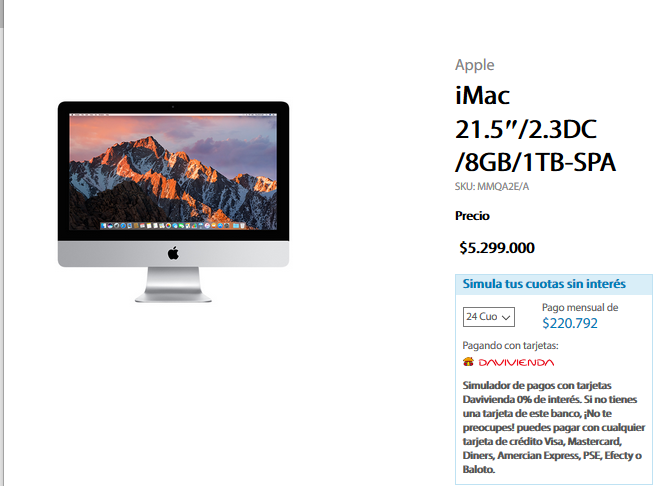 Apple
iMac
21.5″/2.3DC
/8GB/1TB-SPA
SKU: MMQA2E/A
Precio
$5.299.000
Simula tus cuotas sin interés
24 Cuo
Pago mensual de
$220.792
Pagando con tarjetas:
DAVIVIENDA
Simulador de pagos con tarjetas
Davivienda 0% de interés. Si no tienes
una tarjeta de este banco, ¡No te
preocupes! puedes pagar con cualquier
tarjeta de crédito Visa, Mastercard,
Diners, Amercian Express, PSE, Efecty o
Baloto.